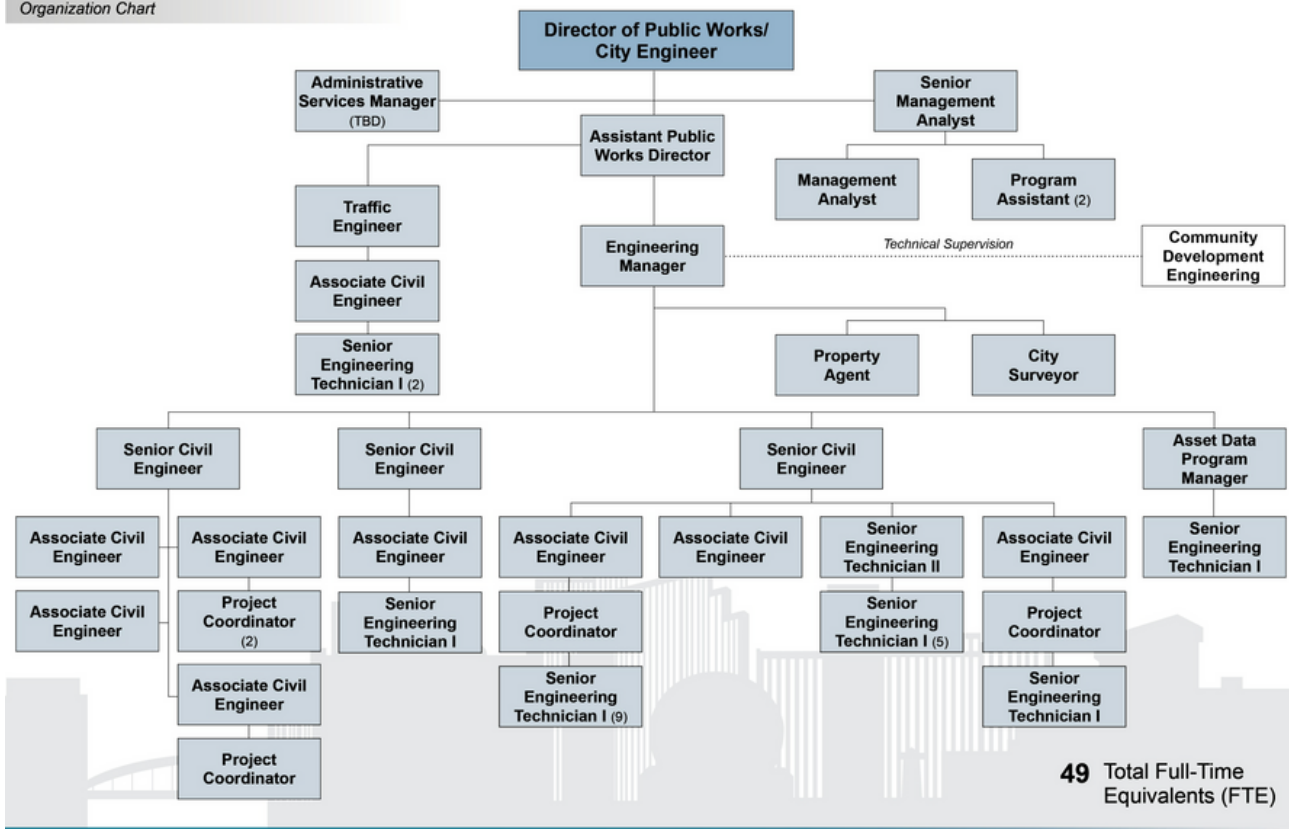 Organization Chart
Director of Public Works/
City Engineer
Administrative
Services Manager
(TBD)
Senior
Management
Analyst
Assistant Public
Works Director
Management
Analyst
Program
Assistant (2)
Traffic
Engineer
Engineering
Manager
Technical Supervision
Community
Development
Engineering
Associate Civil
Engineer
Senior
Engineering
Technician I (2)
Property
Agent
City
Surveyor
Senior Civil
Engineer
Senior Civil
Engineer
Senior Civil
Engineer
Asset Data
Program
Manager
Associate Civil
Engineer
Associate Civil
Engineer
Associate Civil
Engineer
Associate Civil
Engineer
Associate Civil
Engineer
Senior
Engineering
Technician II
Associate Civil
Engineer
Senior
Engineering
Technician I
Associate Civil
Engineer
Project
Coordinator
(2)
Senior
Engineering
Technician I
Project
Coordinator
Senior
Engineering
Technician I (5)
Project
Coordinator
Associate Civil
Engineer
Senior
Engineering
Technician I (9)
Senior
Engineering
Technician I
Project
Coordinator
49 Total Full-Time
Equivalents (FTE)